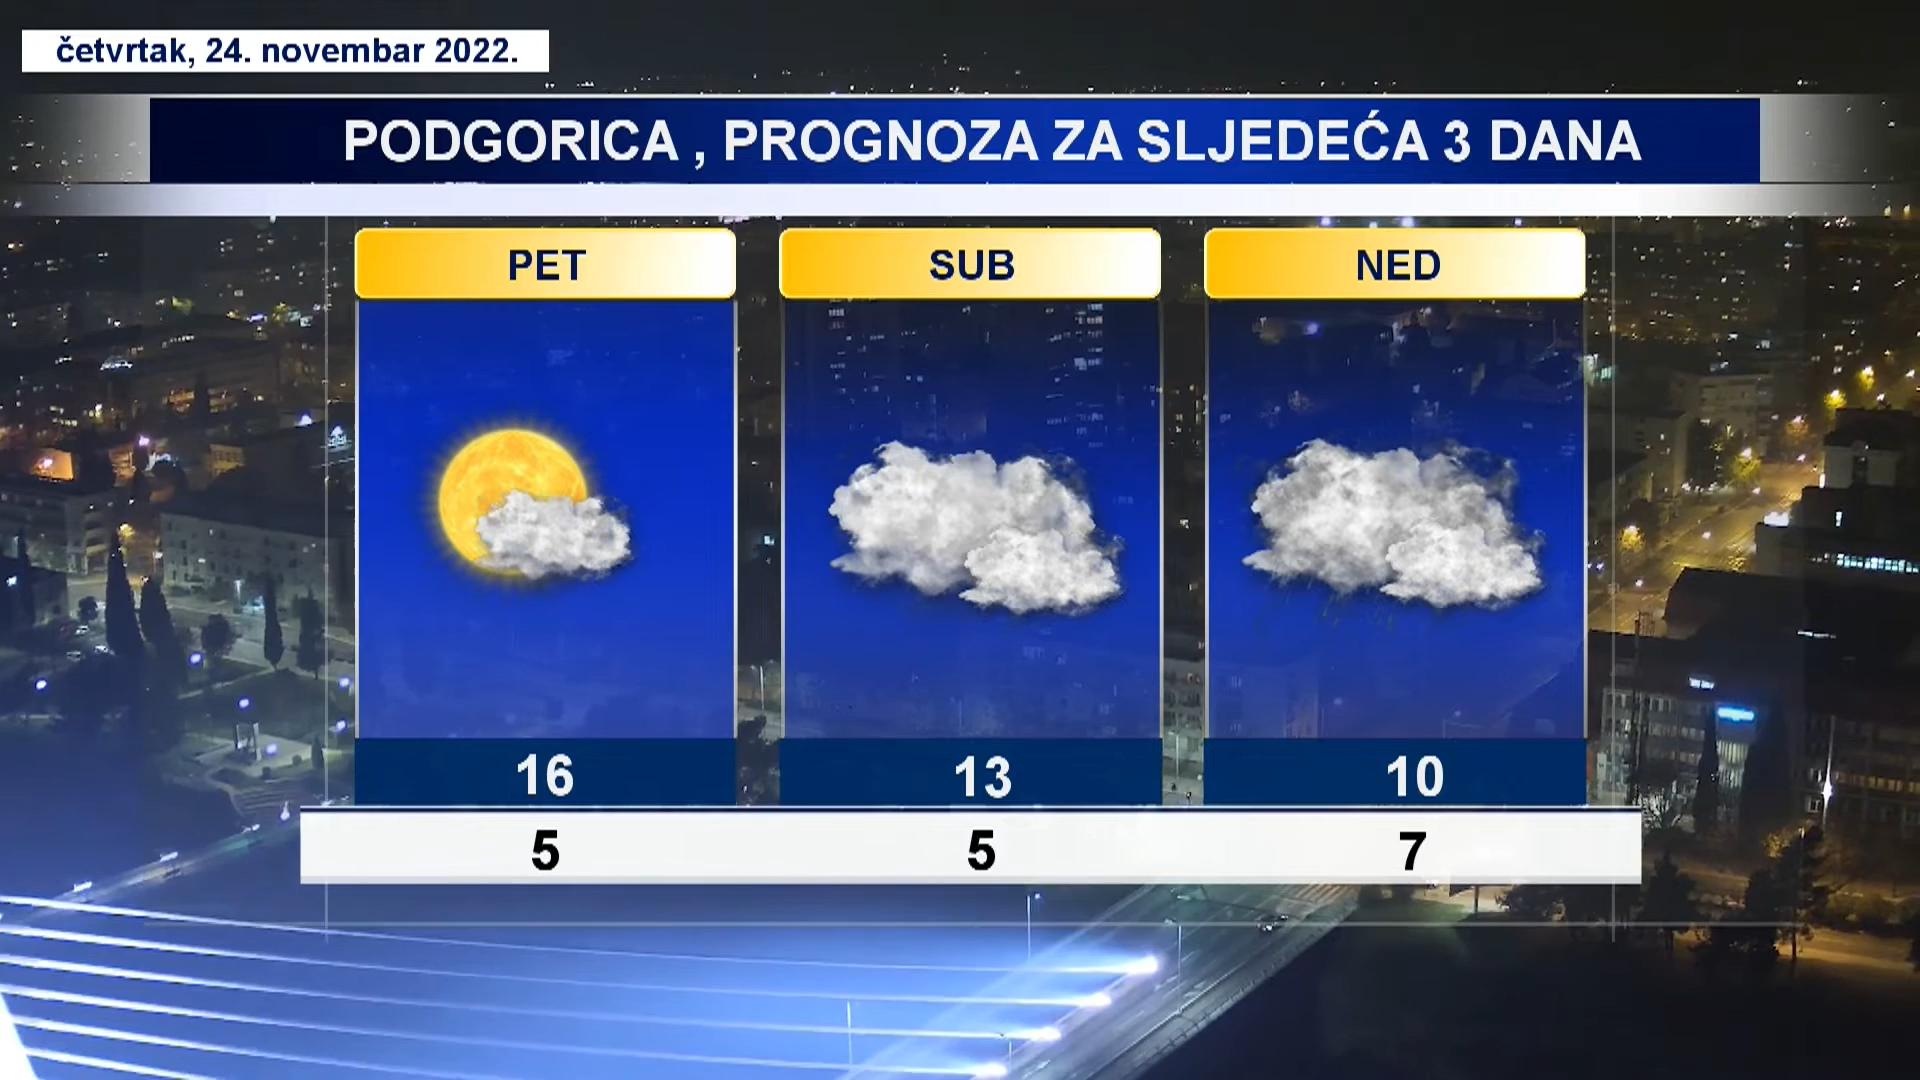 četvrtak, 24. novembar 2022.
PODGORICA , PROGNOZA ZA SLJEDEĆA 3 DANA
PET SUB NED
16 13 10
5 5 7